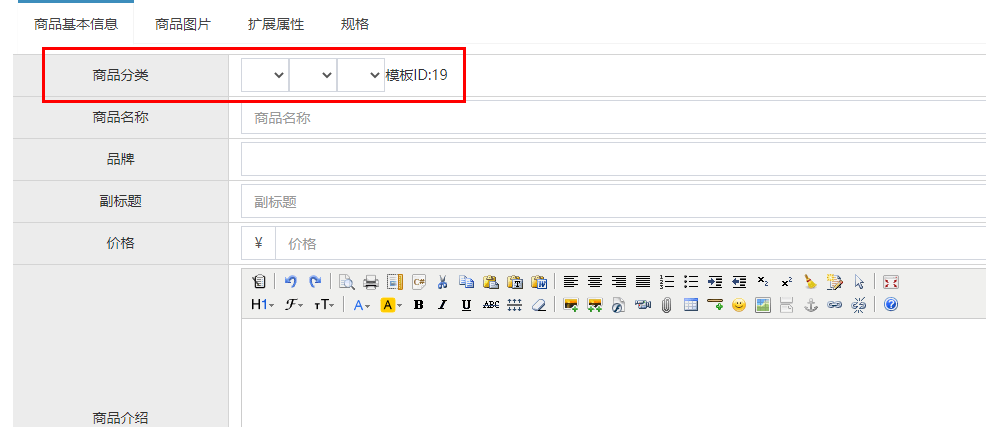 商品基本信息 商品图片 扩展属性 规格
商品分类 模板ID:19
商品名称 商品名称
品牌
副标题 副标题
价格 ¥ 价格
H1 ℱ тT A A B I U ABC
商品介绍